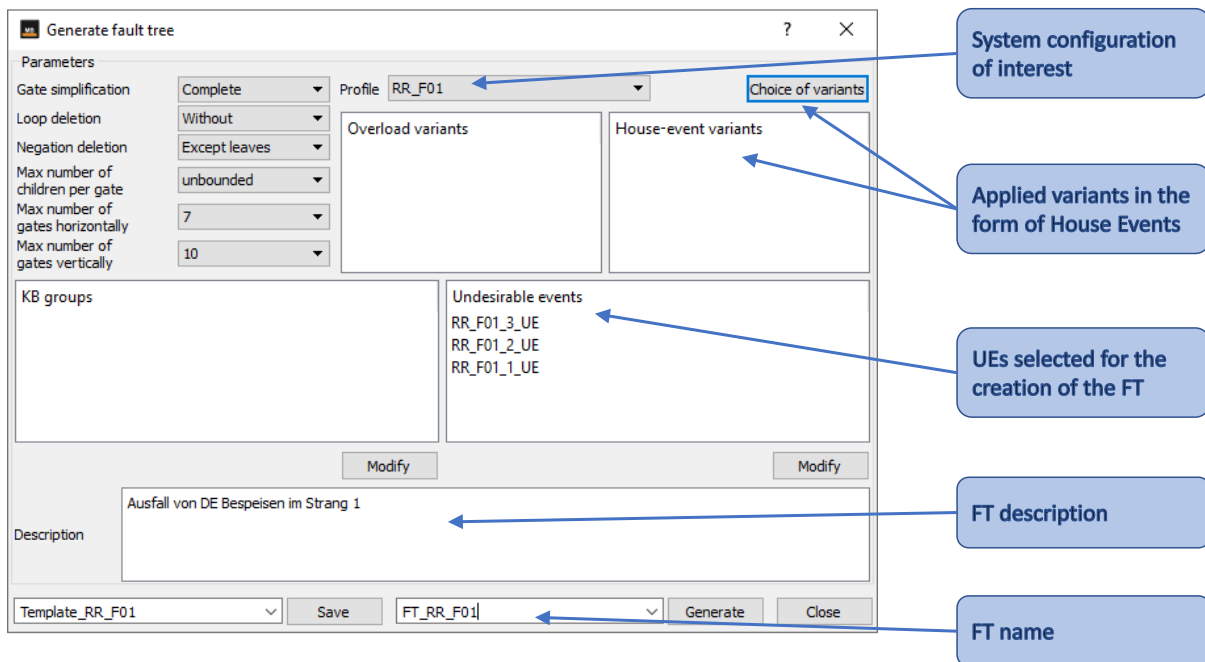 MS Generate fault tree ?
Parameters
Gate simplification Complete Profile RR_F01 Choice of variants
Loop deletion Without
Negation deletion Except leaves
Max number of
children per gate unbounded
Max number of
gates horizontally 7
Max number of
gates vertically 10
Overload variants
House-event variants
KB groups
Undesirable events
RR_F01_3_UE
RR_F01_2_UE
RR_F01_1_UE
Modify Modify
Description
Ausfall von DE Bespeisen im Strang 1
Template_RR_F01 Save FT_RR_F01 Generate Close
System configuration
of interest
Applied variants in the
form of House Events
UEs selected for the
creation of the FT
FT description
FT name